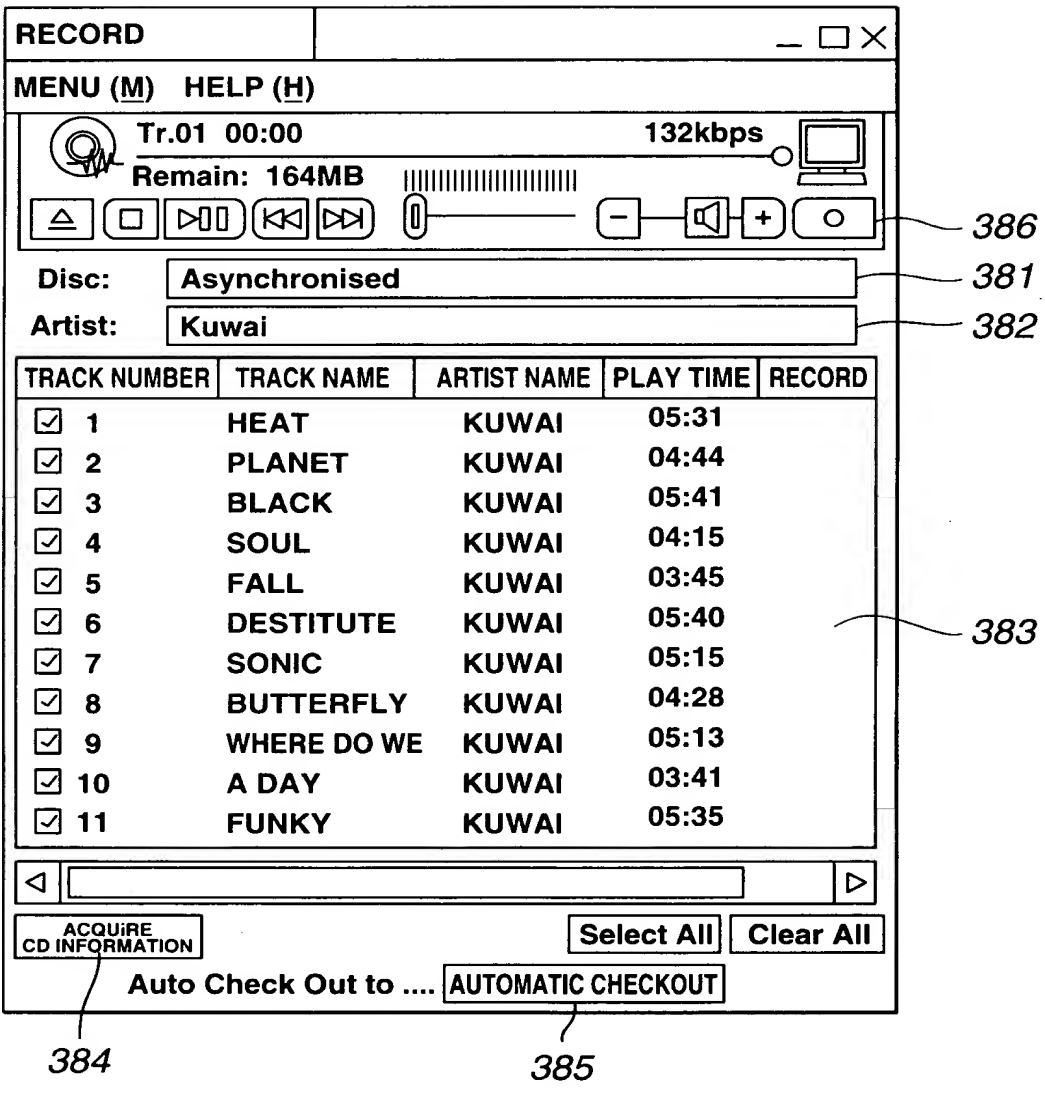 RECORD
MENU (M) HELP (H)
Tr.01 00:00 132kbps
Remain: 164MB
386
Disc: Asynchronised 381
Artist: Kuwai 382
TRACK NUMBER TRACK NAME ARTIST NAME PLAY TIME RECORD
1 HEAT KUWAI 05:31
2 PLANET KUWAI 04:44
3 BLACK KUWAI 05:41
4 SOUL KUWAI 04:15
5 FALL KUWAI 03:45
6 DESTITUTE KUWAI 05:40
383
7 SONIC KUWAI 05:15
8 BUTTERFLY KUWAI 04:28
9 WHERE DO WE KUWAI 05:13
10 A DAY KUWAI 03:41
11 FUNKY KUWAI 05:35
ACQUiRE
CD INFORMATION
Select All Clear All
Auto Check Out to .... AUTOMATIC CHECKOUT
384 385